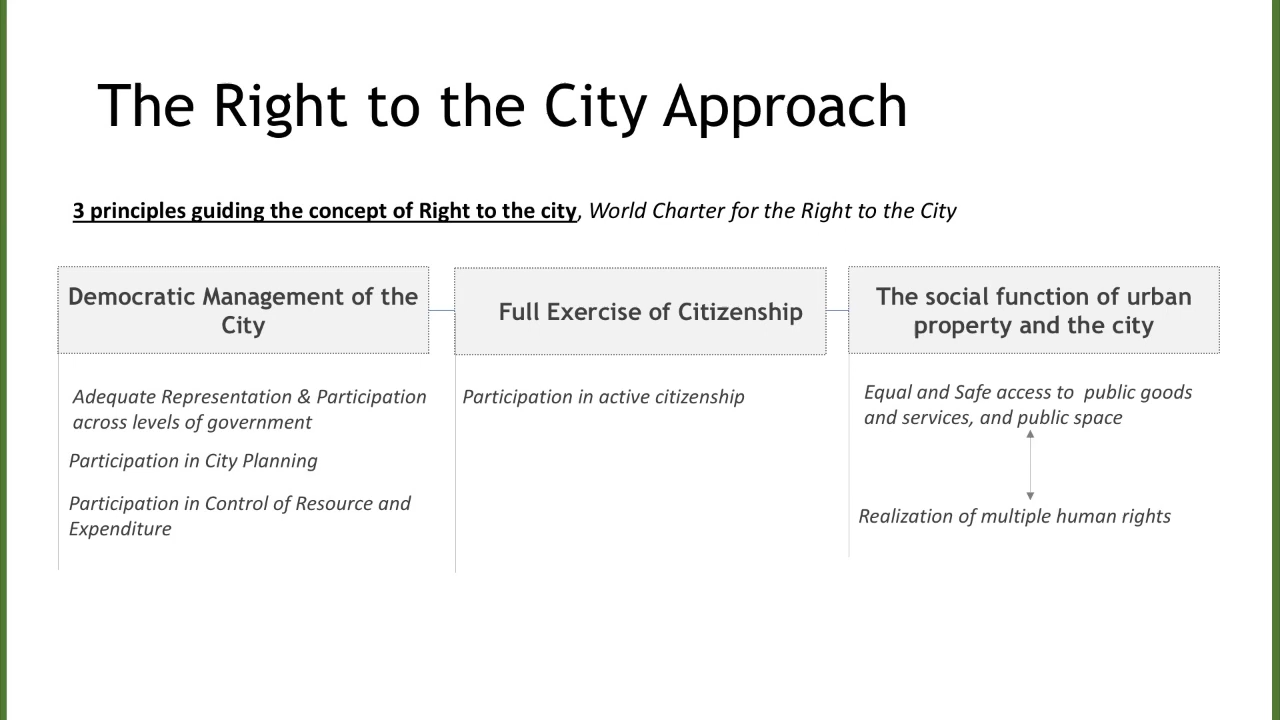 The Right to the City Approach
3 principles guiding the concept of Right to the city, World Charter for the Right to the City
Democratic Management of the
City
Adequate Representation & Participation
across levels of government
Participation in City Planning
Participation in Control of Resource and
Expenditure
Full Exercise of Citizenship
Participation in active citizenship
The social function of urban
property and the city
Equal and Safe access to  public goods
and services, and public space
Realization of multiple human rights